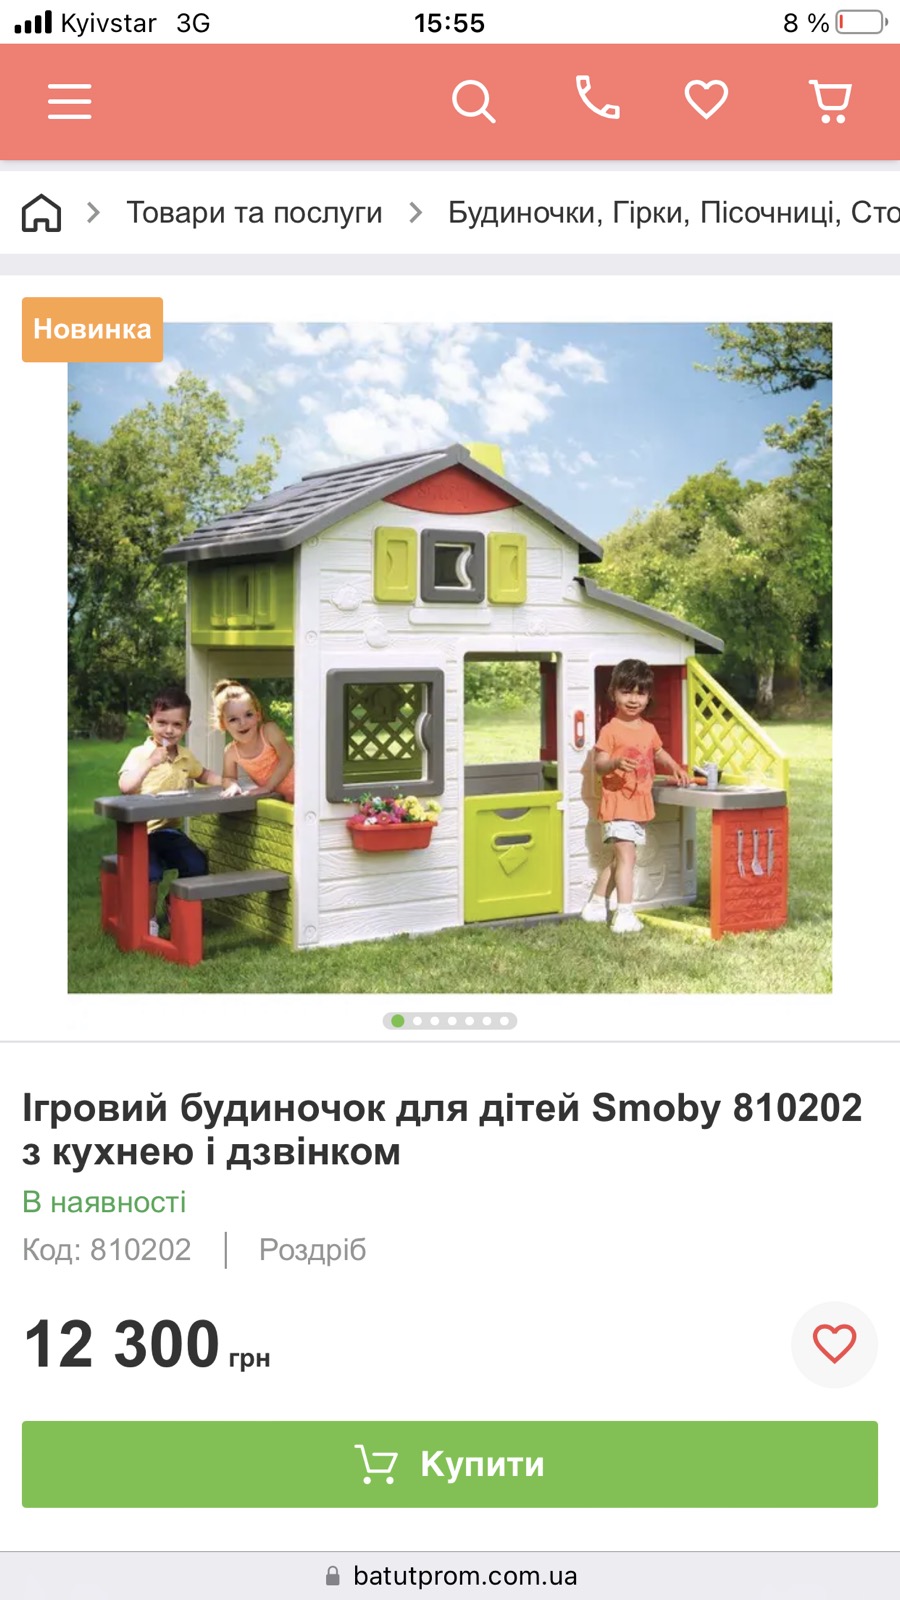 Kyivstar 3G 15:55 8 %
Товари та послуги Будиночки, Гірки, Пісочниці, Сто
Новинка
Ігровий будиночок для дітей Smoby 810202
з кухнею і дзвінком
В наявності
Код: 810202 Роздріб
12 300 грн
Купити
batutprom.com.ua